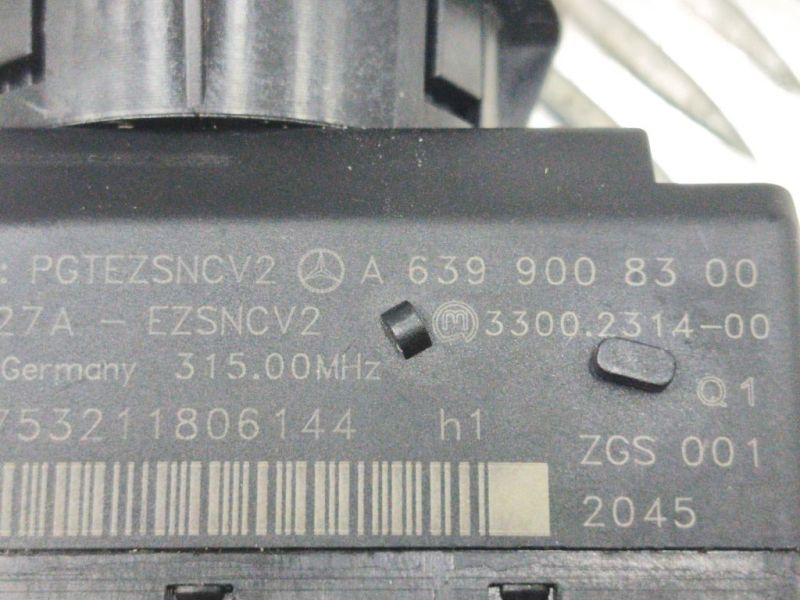 : PGTEZSNCV2 A 639 900 83 00
27A - EZSNCV2 m 3300.2314-00
Germany 315.00MHz
Q1
753211806144 h1
ZGS 001
2045